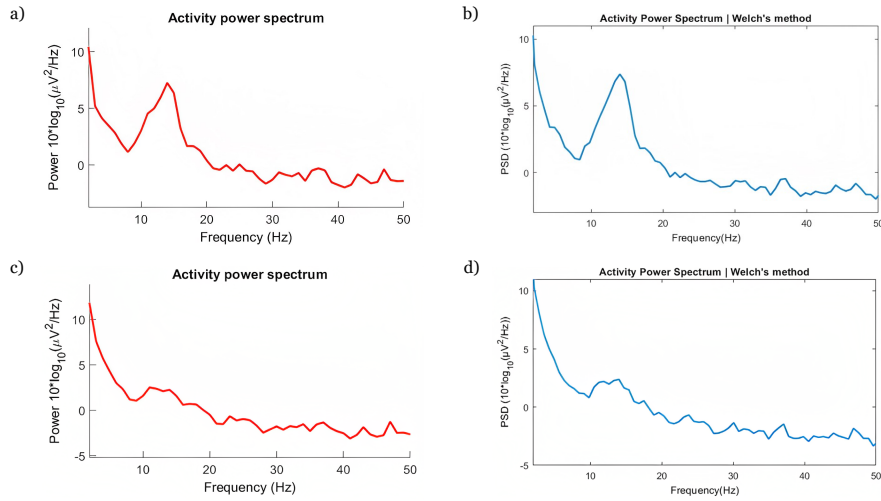 a)
Activity power spectrum
Power 10*log10(μV2/Hz)
10
5
0
10
20
30
40
50
Frequency (Hz)
b)
Activity Power Spectrum | Welch's method
PSD (10*log10(μV2/Hz))
10
5
0
10
20
30
40
50
Frequency(Hz)
c)
Activity power spectrum
Power 10*log10(μV2/Hz)
10
5
0
-5
10
20
30
40
50
Frequency (Hz)
d)
Activity Power Spectrum | Welch's method
PSD (10*log10(μV2/Hz))
10
5
0
-5
10
20
30
40
50
Frequency(Hz)